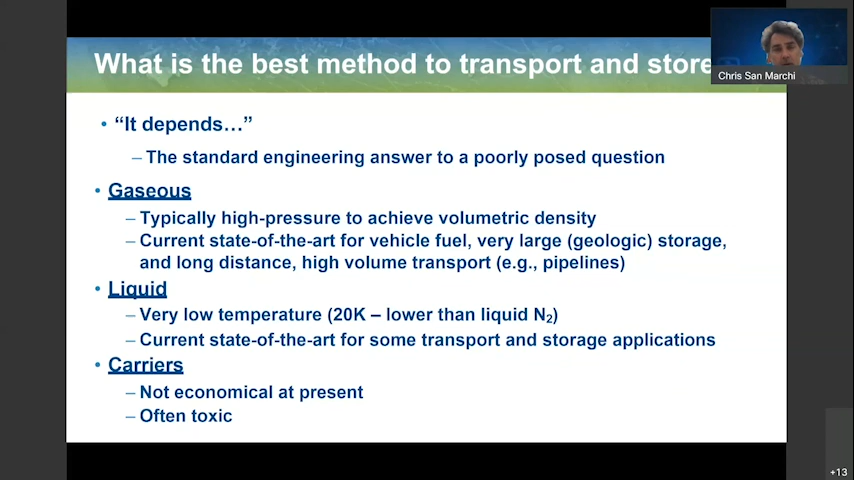 What is the best method to transport and store
Chris San Marchi
• “It depends…”
– The standard engineering answer to a poorly posed question
• Gaseous
– Typically high-pressure to achieve volumetric density
– Current state-of-the-art for vehicle fuel, very large (geologic) storage,
and long distance, high volume transport (e.g., pipelines)
• Liquid
– Very low temperature (20K – lower than liquid N₂)
– Current state-of-the-art for some transport and storage applications
• Carriers
– Not economical at present
– Often toxic
+13